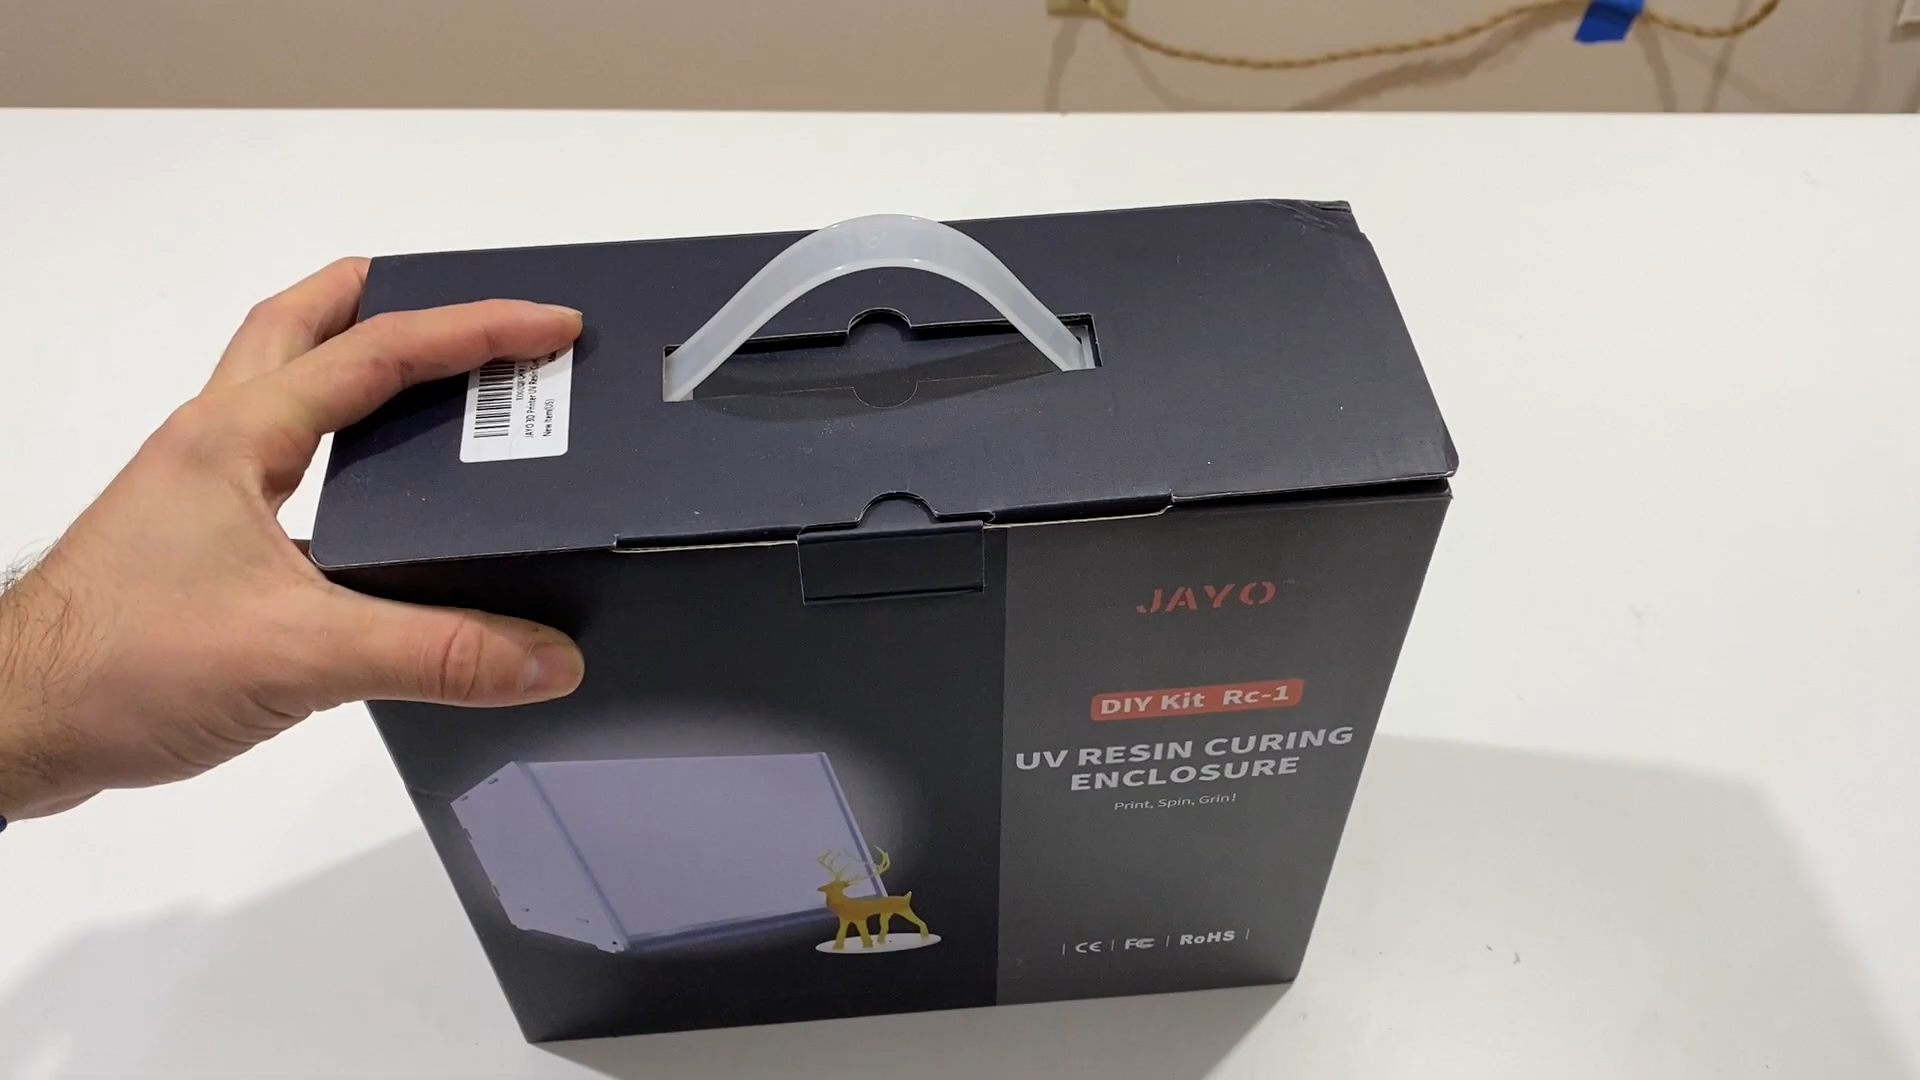 JAYO 3D Printer UV Resin
New Item(US)
JAYO
DIY Kit Rc-1
UV RESIN CURING
ENCLOSURE
Print, Spin, Grin!
CE | FC | RoHS